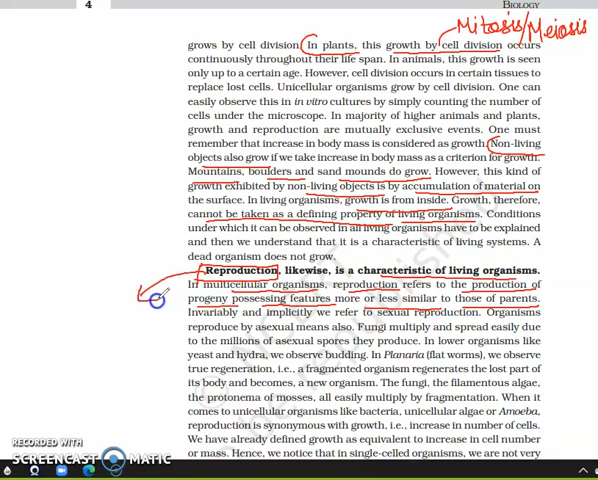 4
BIOLOGY
Mitosis/Meiosis
grows by cell division. In plants, this growth by cell division occurs
continuously throughout their life span. In animals, this growth is seen
only up to a certain age. However, cell division occurs in certain tissues to
replace lost cells. Unicellular organisms grow by cell division. One can
easily observe this in in vitro cultures by simply counting the number of
cells under the microscope. In majority of higher animals and plants,
growth and reproduction are mutually exclusive events. One must
remember that increase in body mass is considered as growth. Non-living
objects also grow if we take increase in body mass as a criterion for growth.
Mountains, boulders and sand mounds do grow. However, this kind of
growth exhibited by non-living objects is by accumulation of material on
the surface. In living organisms, growth is from inside. Growth, therefore,
cannot be taken as a defining property of living organisms. Conditions
under which it can be observed in all living organisms have to be explained
and then we understand that it is a characteristic of living systems. A
dead organism does not grow.
Reproduction, likewise, is a characteristic of living organisms.
In multicellular organisms, reproduction refers to the production of
progeny possessing features more or less similar to those of parents.
Invariably and implicitly we refer to sexual reproduction. Organisms
reproduce by asexual means also. Fungi multiply and spread easily due
to the millions of asexual spores they produce. In lower organisms like
yeast and hydra, we observe budding. In Planaria (flat worms), we observe
true regeneration, i.e., a fragmented organism regenerates the lost part of
its body and becomes, a new organism. The fungi, the filamentous algae,
the protonema of mosses, all easily multiply by fragmentation. When it
comes to unicellular organisms like bacteria, unicellular algae or Amoeba,
reproduction is synonymous with growth, i.e., increase in number of cells.
We have already defined growth as equivalent to increase in cell number
or mass. Hence, we notice that in single-celled organisms, we are not very
RECORDED WITH
SCREENCAST MATIC